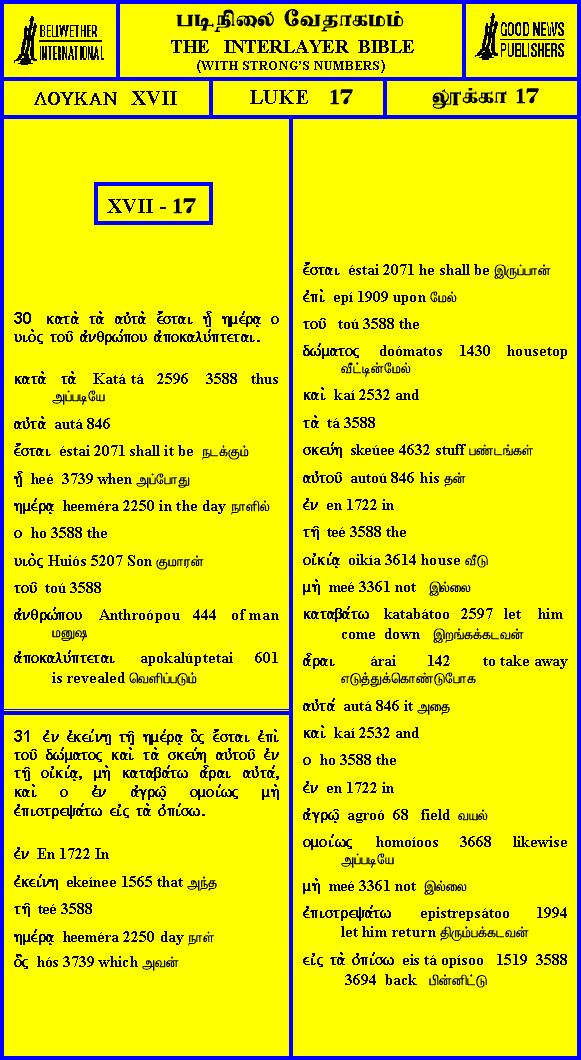 BELLWETHER
INTERNATIONAL
படிநிலை வேதாகமம்
THE INTERLAYER BIBLE
(WITH STRONG'S NUMBERS)
GOOD NEWS
PUBLISHERS
ΛΟΥΚΑΝ XVII
LUKE 17
லூக்கா 17
XVII - 17
30 κατὰ τὰ αὐτὰ ἔσται ᾗ ημέρᾳ ο
υιὸς τοῦ ἀνθρώπου ἀποκαλύπτεται.
κατὰ τὰ Katá tá 2596 3588 thus
அப்படியே
αὐτὰ autá 846
ἔσται éstai 2071 shall it be நடக்கும்
ᾗ heé 3739 when அப்போது
ημέρᾳ heeméra 2250 in the day நாளில்
ο ho 3588 the
υιὸς Huiós 5207 Son குமாரன்
τοῦ toú 3588
ἀνθρώπου Anthroópou 444 of man
மனுஷ
ἀποκαλύπτεται apokalúptetai 601
is revealed வெளிப்படும்
31 ἐν ἐκείνῃ τῇ ημέρᾳ ὃς ἔσται ἐπὶ
τοῦ δώματος καὶ τὰ σκεύη αὐτοῦ ἐν
τῇ οἰκίᾳ, μὴ καταβάτω ἆραι αὐτά,
καὶ ο ἐν ἀγρῷ ομοίως μὴ
ἐπιστρεψάτω εἰς τὰ ὀπίσω.
ἐν En 1722 In
ἐκείνῃ ekeínee 1565 that அந்த
τῇ teé 3588
ημέρᾳ heeméra 2250 day நாள்
ὃς hós 3739 which அவன்
ἔσται éstai 2071 he shall be இருப்பான்
ἐπὶ epí 1909 upon மேல்
τοῦ toú 3588 the
δώματος doómatos 1430 housetop
வீட்டின்மேல்
καὶ kaí 2532 and
τὰ tá 3588
σκεύη skeúee 4632 stuff பண்டங்கள்
αὐτοῦ autoú 846 his தன்
ἐν en 1722 in
τῇ teé 3588 the
οἰκίᾳ oikía 3614 house வீடு
μὴ meé 3361 not இல்லை
καταβάτω katabátoo 2597 let him
come down இறங்கக்கடவன்
ἆραι árai 142 to take away
எடுத்துக்கொண்டுபோக
αὐτά autá 846 it அதை
καὶ kaí 2532 and
ο ho 3588 the
ἐν en 1722 in
ἀγρῷ agroó 68 field வயல்
ομοίως homoíoos 3668 likewise
அப்படியே
μὴ meé 3361 not இல்லை
ἐπιστρεψάτω epistrepsátoo 1994
let him return திரும்பக்கடவன்
εἰς τὰ ὀπίσω eis tá opísoo 1519 3588
3694 back பின்னிட்டு